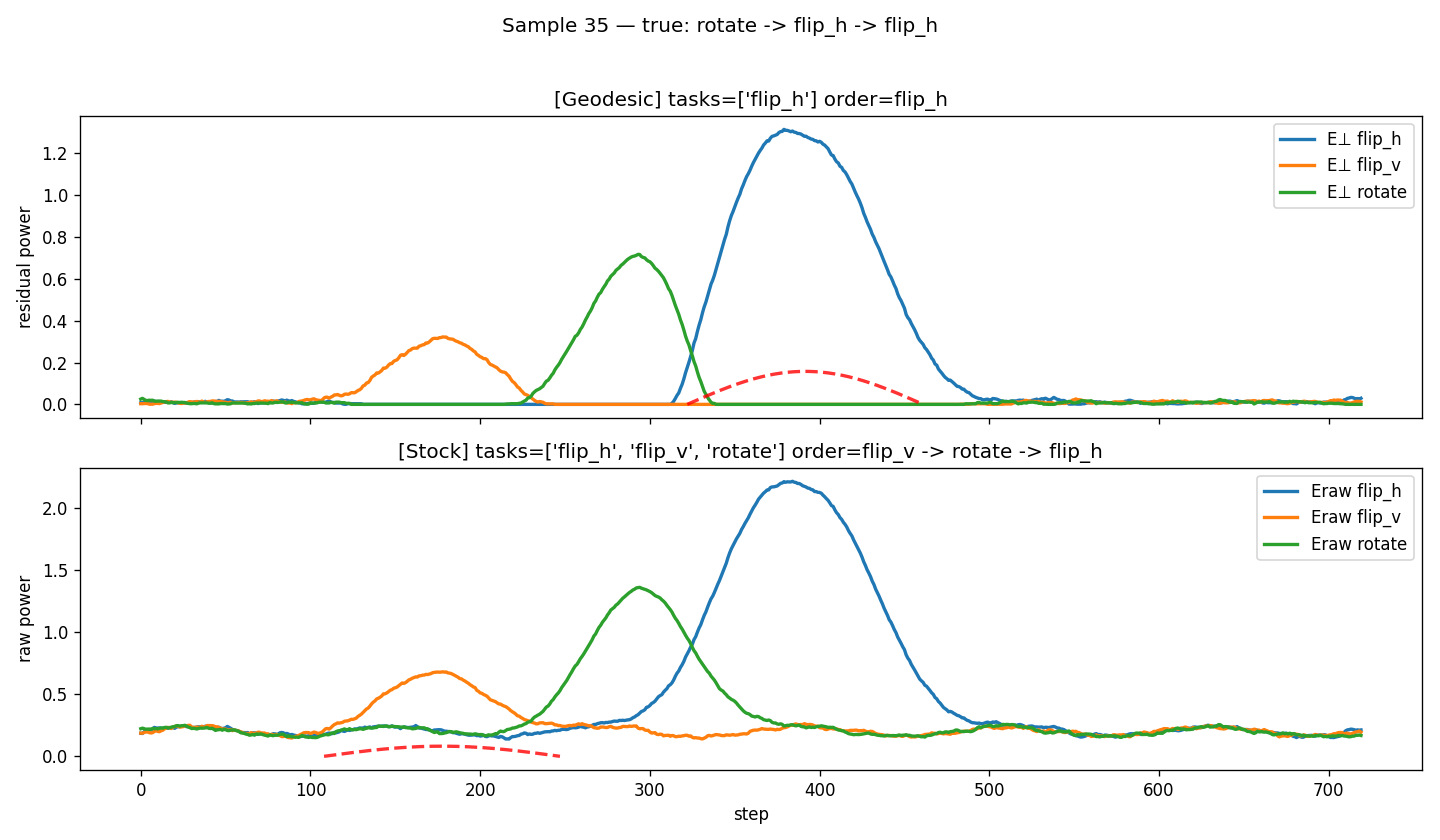 Sample 35 — true: rotate -> flip_h -> flip_h
[Geodesic] tasks=['flip_h'] order=flip_h
1.2
1.0
0.8
0.6
0.4
0.2
0.0
residual power
E⊥ flip_h
E⊥ flip_v
E⊥ rotate
[Stock] tasks=['flip_h', 'flip_v', 'rotate'] order=flip_v -> rotate -> flip_h
2.0
1.5
1.0
0.5
0.0
raw power
Eraw flip_h
Eraw flip_v
Eraw rotate
0 100 200 300 400 500 600 700
step